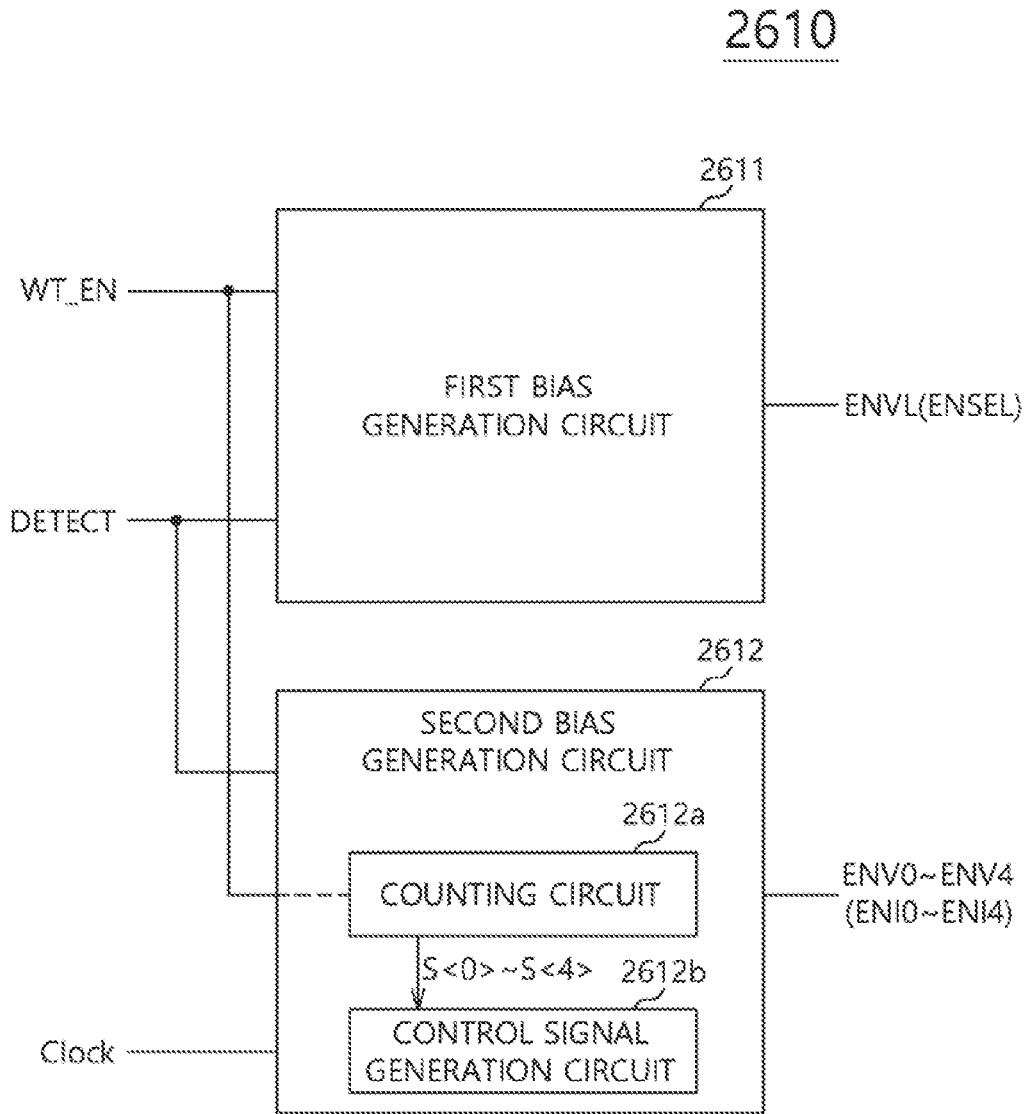 2610
2611
WT_EN
FIRST BIAS
GENERATION CIRCUIT
ENVL(ENSEL)
DETECT
2612
SECOND BIAS
GENERATION CIRCUIT
2612a
COUNTING CIRCUIT
ENV0~ENV4
(ENI0~ENI4)
S<0>~S<4>
2612b
CONTROL SIGNAL
GENERATION CIRCUIT
Clock